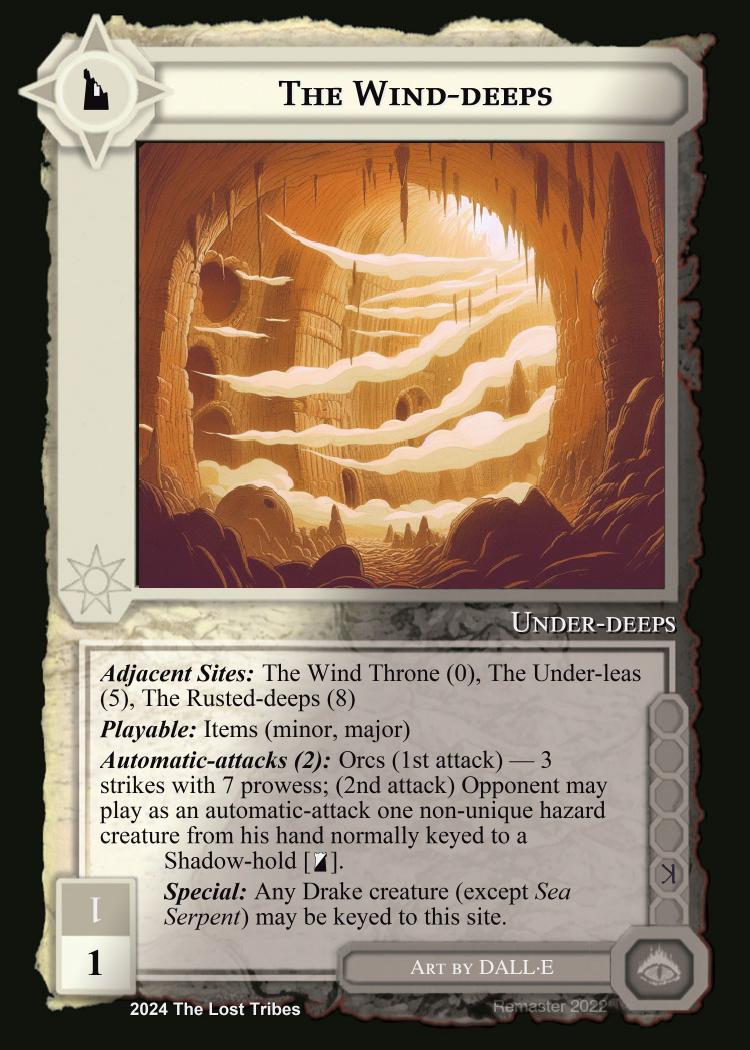 The Wind-deeps
Under-deeps
Adjacent Sites: The Wind Throne (0), The Under-leas
(5), The Rusted-deeps (8)
Playable: Items (minor, major)
Automatic-attacks (2): Orcs (1st attack) — 3
strikes with 7 prowess; (2nd attack) Opponent may
play as an automatic-attack one non-unique hazard
creature from his hand normally keyed to a
Shadow-hold [ ].
Special: Any Drake creature (except Sea
Serpent) may be keyed to this site.
1
1
Art by DALL·E
2024 The Lost Tribes
Remaster 2022